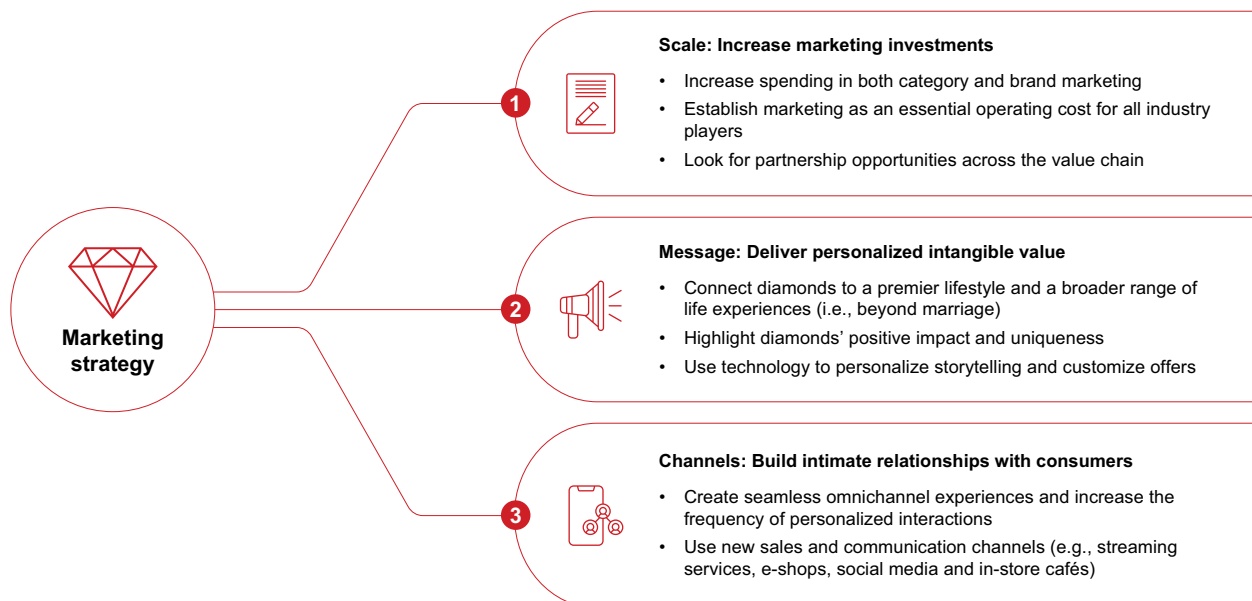 Marketing
strategy
1
Scale: Increase marketing investments
• Increase spending in both category and brand marketing
• Establish marketing as an essential operating cost for all industry
players
• Look for partnership opportunities across the value chain
2
Message: Deliver personalized intangible value
• Connect diamonds to a premier lifestyle and a broader range of
life experiences (i.e., beyond marriage)
• Highlight diamonds’ positive impact and uniqueness
• Use technology to personalize storytelling and customize offers
3
Channels: Build intimate relationships with consumers
• Create seamless omnichannel experiences and increase the
frequency of personalized interactions
• Use new sales and communication channels (e.g., streaming
services, e-shops, social media and in-store cafés)